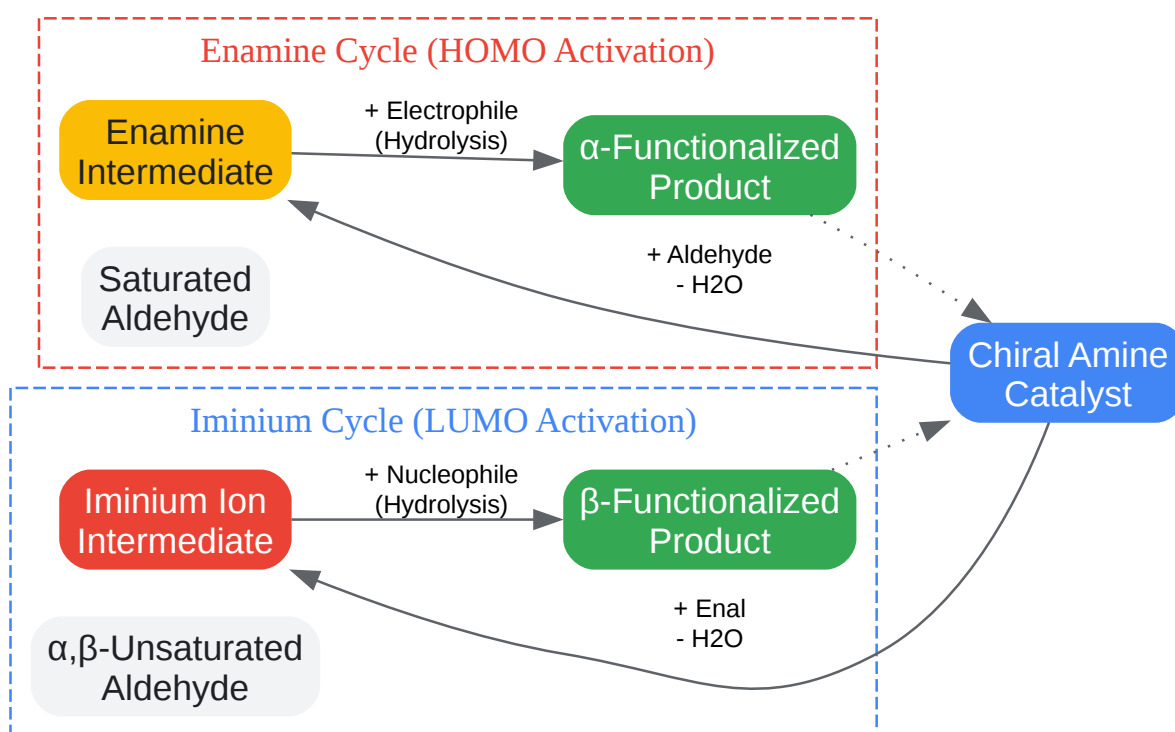 Enamine Cycle (HOMO Activation)
Enamine
Intermediate
+ Electrophile
(Hydrolysis)
α-Functionalized
Product
Saturated
Aldehyde
+ Aldehyde
- H2O
Chiral Amine
Catalyst
Iminium Cycle (LUMO Activation)
Iminium Ion
Intermediate
+ Nucleophile
(Hydrolysis)
β-Functionalized
Product
+ Enal
- H2O
α,β-Unsaturated
Aldehyde